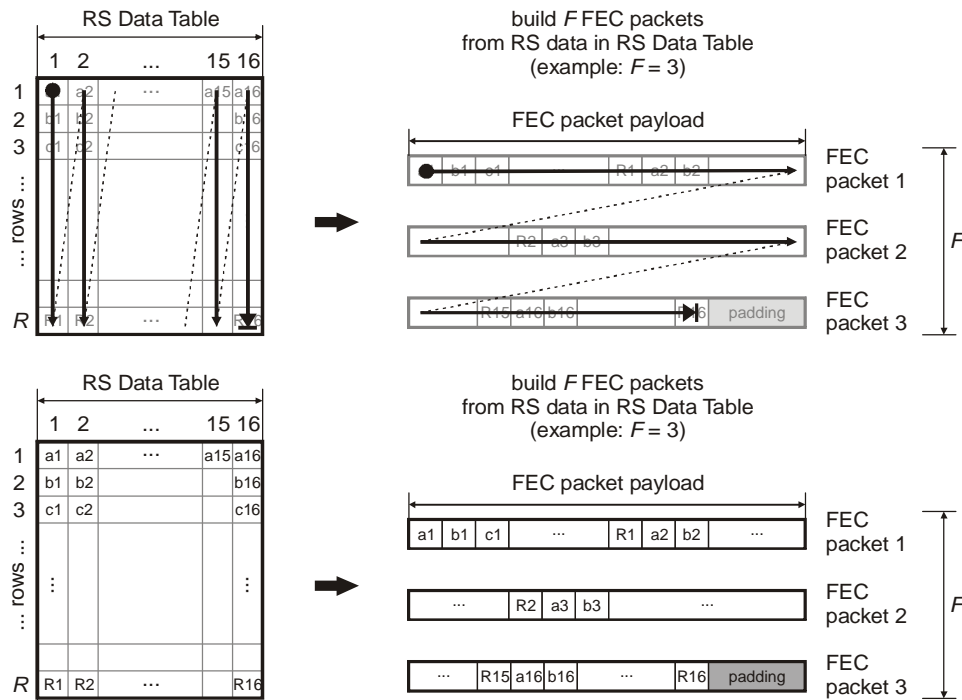 RS Data Table
1 2 ... 15 16
1 a1 a2 ... a15 a16
2 b1 b2 b16
3 c1 c2 c16
... rows ...
R R1 R2 ... R16
build F FEC packets
from RS data in RS Data Table
(example: F = 3)
FEC packet payload
b1 c1 R1 a2 b2
FEC
packet 1
R2 a3 b3
FEC
packet 2
R15 a16 b16 R16 padding
FEC
packet 3
F
RS Data Table
1 2 ... 15 16
1 a1 a2 ... a15 a16
2 b1 b2 b16
3 c1 c2 c16
... rows ...
⋮ ⋮
R R1 R2 ... R16
build F FEC packets
from RS data in RS Data Table
(example: F = 3)
FEC packet payload
a1 b1 c1 ... R1 a2 b2 ...
FEC
packet 1
... R2 a3 b3 ...
FEC
packet 2
... R15 a16 b16 ... R16 padding
FEC
packet 3
F